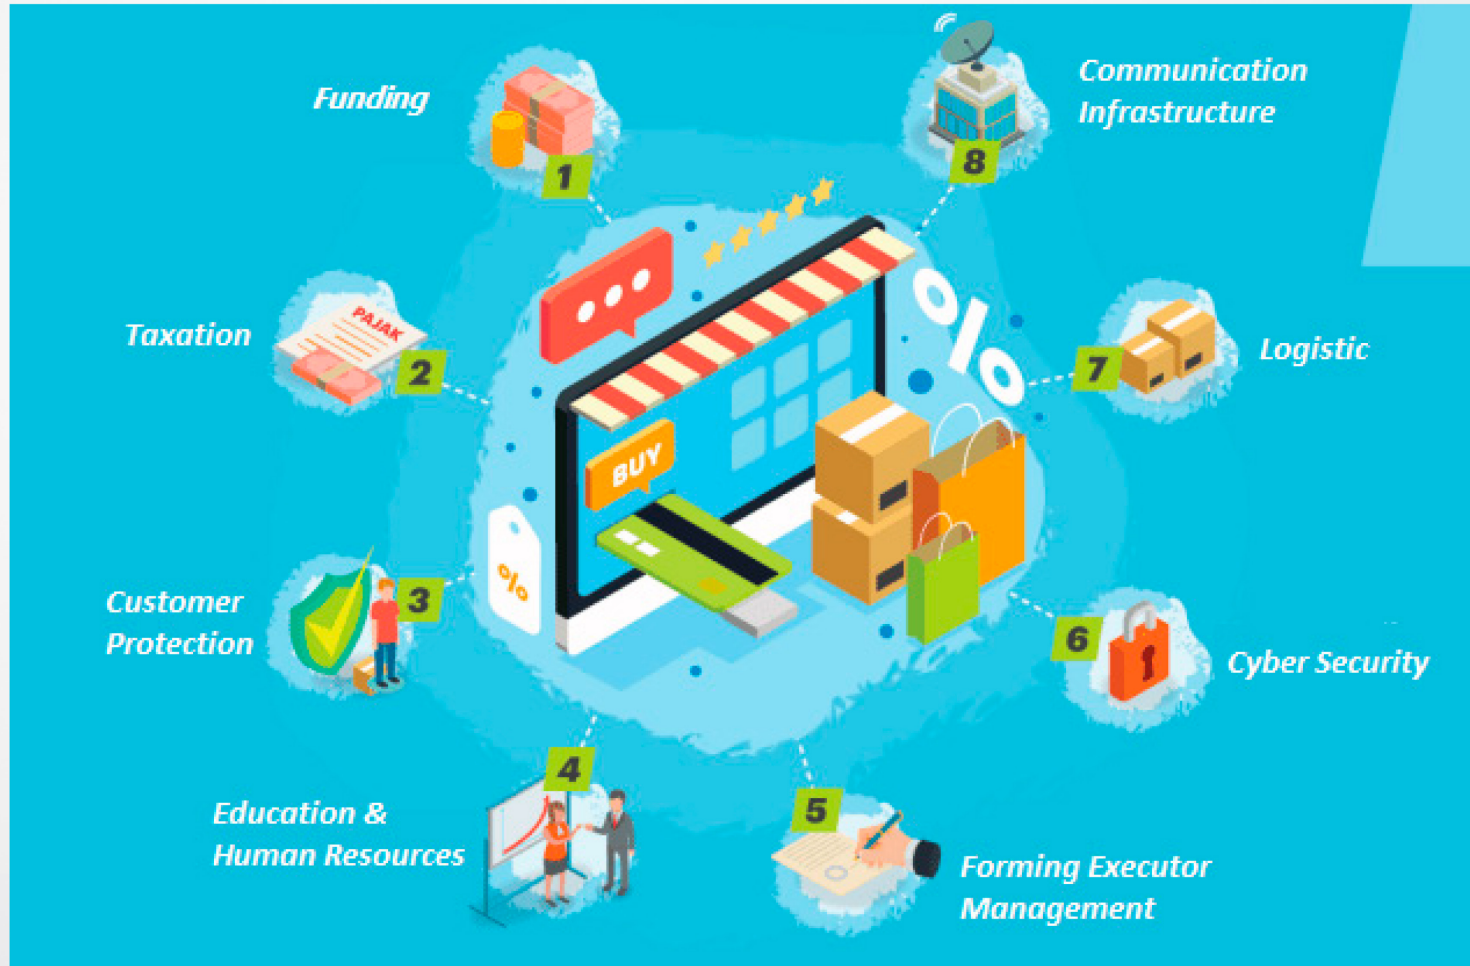 Funding
1
Taxation
PAJAK
2
Customer
Protection
3
Education &
Human Resources
4
5
Forming Executor
Management
6
Cyber Security
7
Logistic
8
Communication
Infrastructure
%
BUY
%